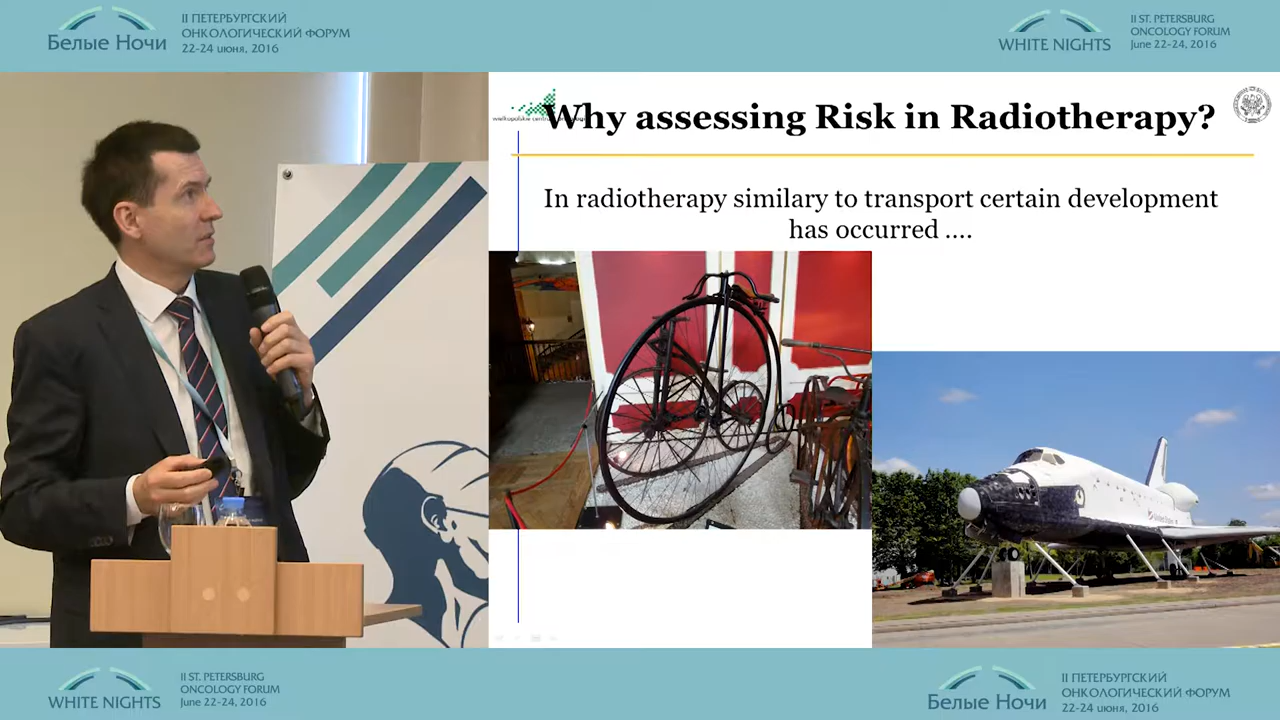 Белые Ночи
II ПЕТЕРБУРГСКИЙ
ОНКОЛОГИЧЕСКИЙ ФОРУМ
22-24 июня, 2016
WHITE NIGHTS
II ST. PETERSBURG
ONCOLOGY FORUM
June 22-24, 2016
Why assessing Risk in Radiotherapy?
wielkopolskie
In radiotherapy similary to transport certain development
has occurred ....
WHITE NIGHTS
II ST. PETERSBURG
ONCOLOGY FORUM
June 22-24, 2016
Белые Ночи
II ПЕТЕРБУРГСКИЙ
ОНКОЛОГИЧЕСКИЙ ФОРУМ
22-24 июня, 2016